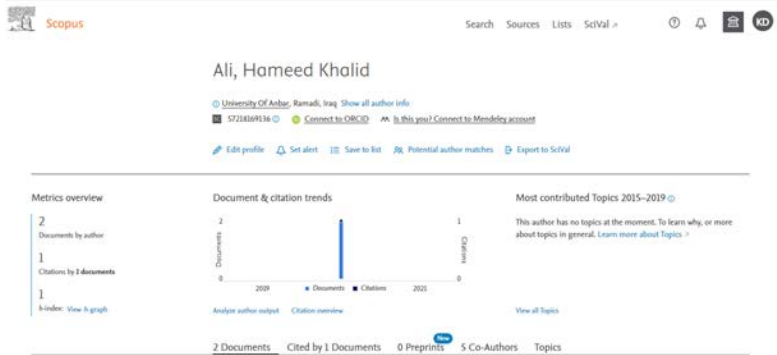 Scopus
Search Sources Lists SciVal
KD
Ali, Hameed Khalid
University Of Anbar, Ramadi, Iraq Show all author info
57218169136 Connect to ORCID Is this you? Connect to Mendeley account
Edit profile Set alert Save to list Potential author matches Export to SciVal
Metrics overview
2
Documents by author
1
Citations by 1 documents
1
h-index: View h-graph
Document & citation trends
2 1
Documents
Citations
0 0
2019 2021
Documents Citations
Analyze author output Citation overview
Most contributed Topics 2015–2019
This author has no topics at the moment. To learn why, or more
about topics in general. Learn more about Topics
View all Topics
New
2 Documents Cited by 1 Documents 0 Preprints 5 Co-Authors Topics